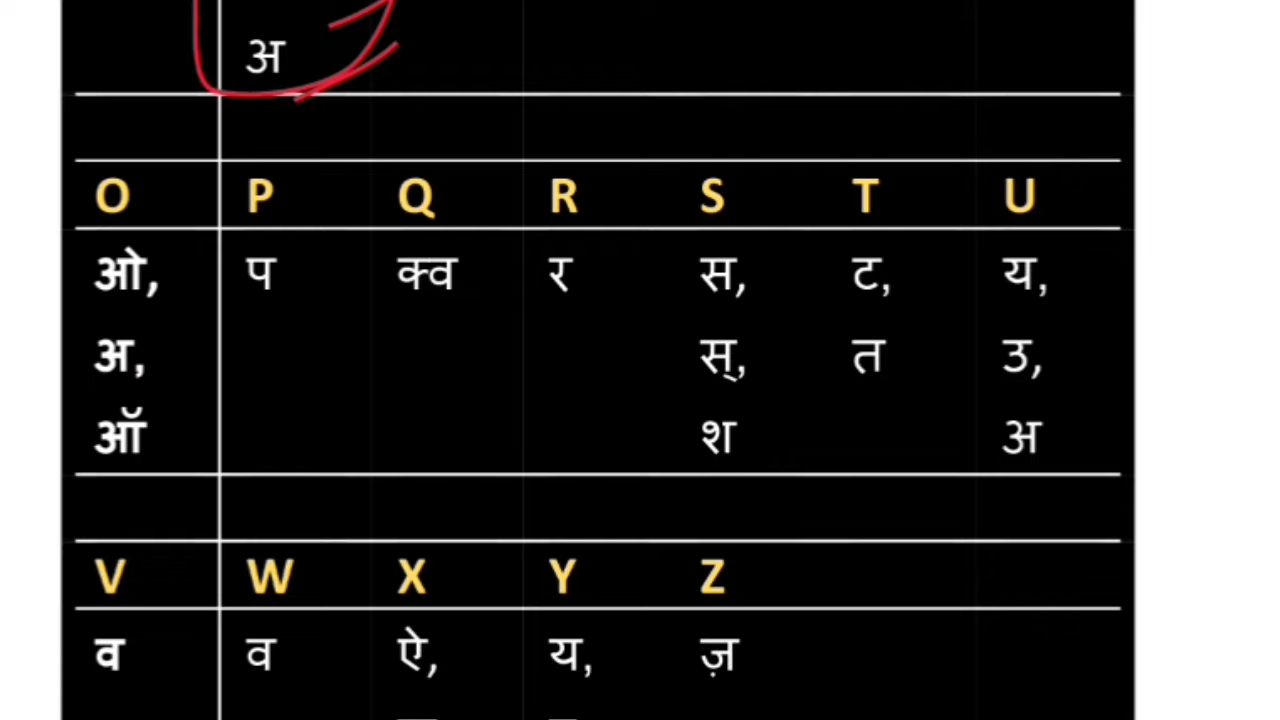 अ
O P Q R S T U
ओ, प क्व र स, ट, य,
अ, स्, त उ,
ऑ श अ
V W X Y Z
व व ऐ, य, ज़